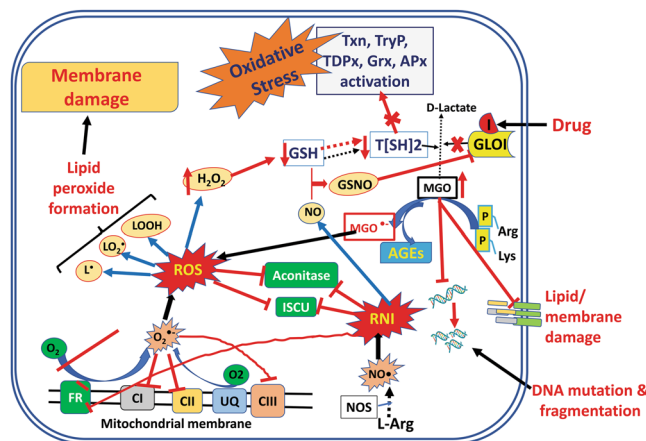 Membrane
damage
Oxidative
Stress
Txn, TryP,
TDPx, Grx, APx
activation
D-Lactate
I
Drug
GLOI
Lipid
peroxide
formation
H2O2
GSH
T[SH]2
GSNO
MGO
NO
MGO•-
AGEs
P
Arg
P
Lys
LOOH
LO2•
L•
ROS
Aconitase
ISCU
RNI
Lipid/
membrane
damage
O2
O2•
NO•
DNA mutation &
fragmentation
FR
CI
CII
UQ
O2
CIII
Mitochondrial membrane
NOS
L-Arg